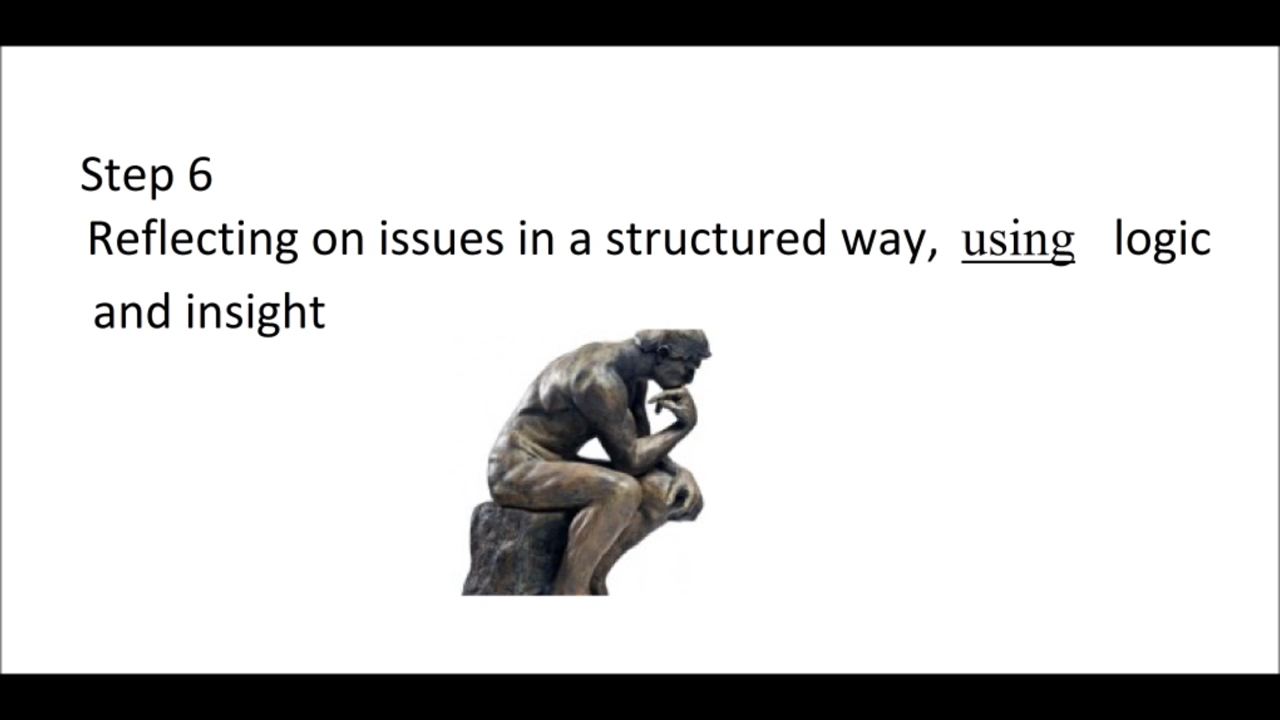 Step 6
Reflecting on issues in a structured way, using logic
and insight